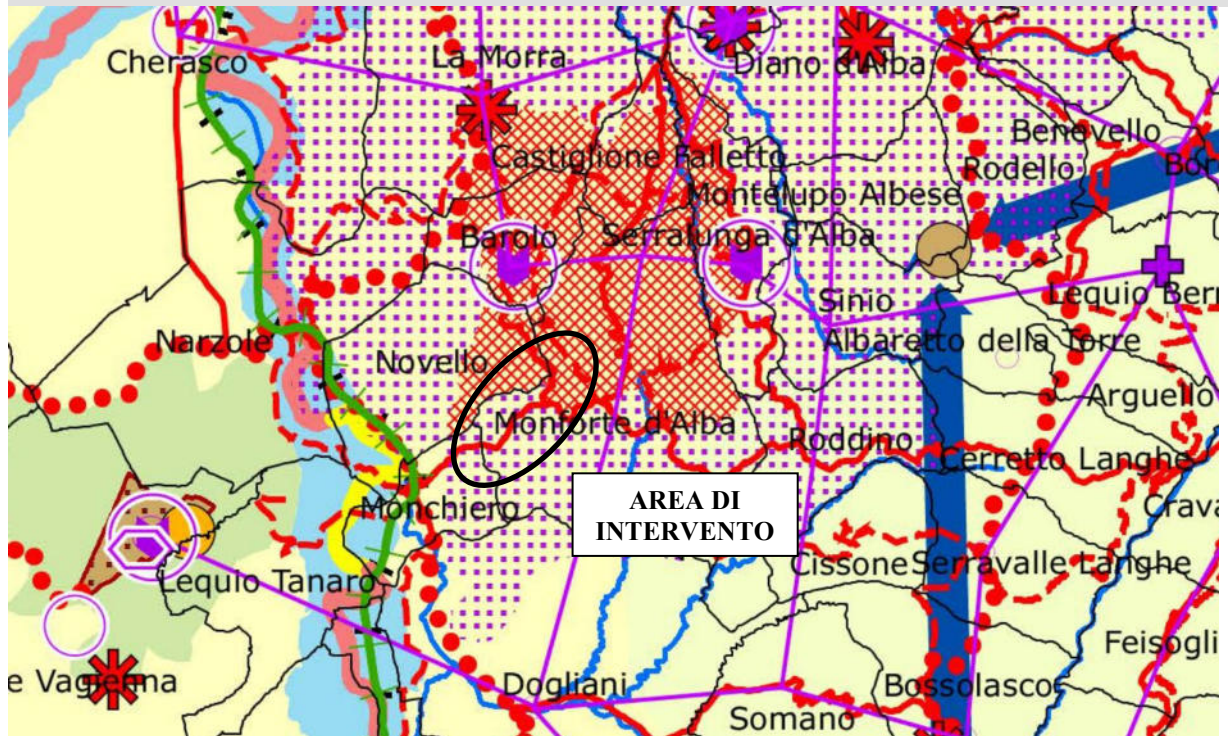 Cherasco
La Morra
Diano d'Alba
Benevello
Bor
Castiglione Falletto
Rodello
Montelupo Albese
Barolo
Serralunga d'Alba
Sinio
Lequio Berr
Narzole
Novello
Albaretto della Torre
Arguello
Monforte d'Alba
Roddino
Cerretto Langhe
AREA DI
INTERVENTO
Monchiero
Crava
Cissone
Serravalle Langhe
Lequio Tanaro
Feisogli
e Vagienna
Dogliani
Bossolasco
Somano